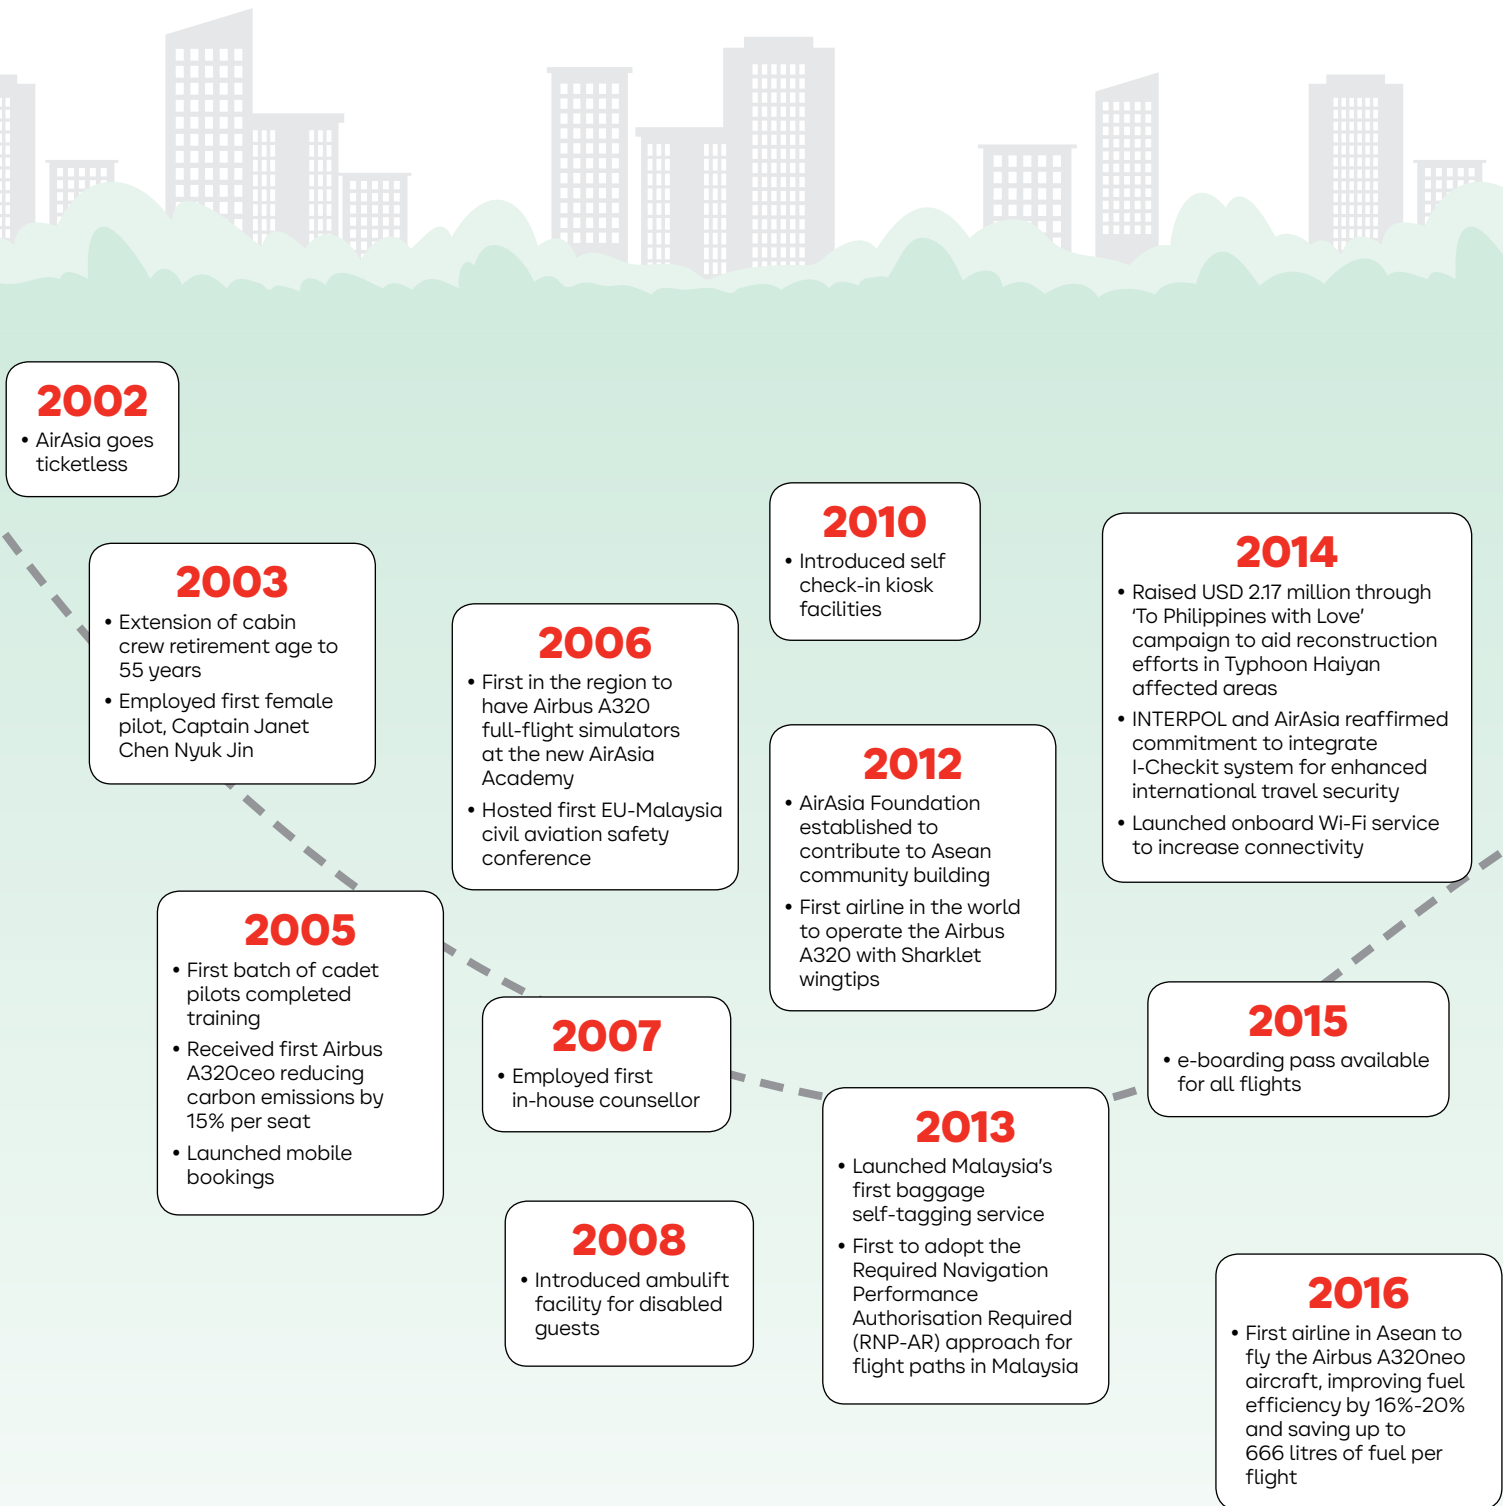 2002
• AirAsia goes
ticketless
2003
• Extension of cabin
crew retirement age to
55 years
• Employed first female
pilot, Captain Janet
Chen Nyuk Jin
2005
• First batch of cadet
pilots completed
training
• Received first Airbus
A320ceo reducing
carbon emissions by
15% per seat
• Launched mobile
bookings
2006
• First in the region to
have Airbus A320
full-flight simulators
at the new AirAsia
Academy
• Hosted first EU-Malaysia
civil aviation safety
conference
2007
• Employed first
in-house counsellor
2008
• Introduced ambulift
facility for disabled
guests
2010
• Introduced self
check-in kiosk
facilities
2012
• AirAsia Foundation
established to
contribute to Asean
community building
• First airline in the world
to operate the Airbus
A320 with Sharklet
wingtips
2013
• Launched Malaysia's
first baggage
self-tagging service
• First to adopt the
Required Navigation
Performance
Authorisation Required
(RNP-AR) approach for
flight paths in Malaysia
2014
• Raised USD 2.17 million through
‘To Philippines with Love’
campaign to aid reconstruction
efforts in Typhoon Haiyan
affected areas
• INTERPOL and AirAsia reaffirmed
commitment to integrate
I-Checkit system for enhanced
international travel security
• Launched onboard Wi-Fi service
to increase connectivity
2015
• e-boarding pass available
for all flights
2016
• First airline in Asean to
fly the Airbus A320neo
aircraft, improving fuel
efficiency by 16%-20%
and saving up to
666 litres of fuel per
flight